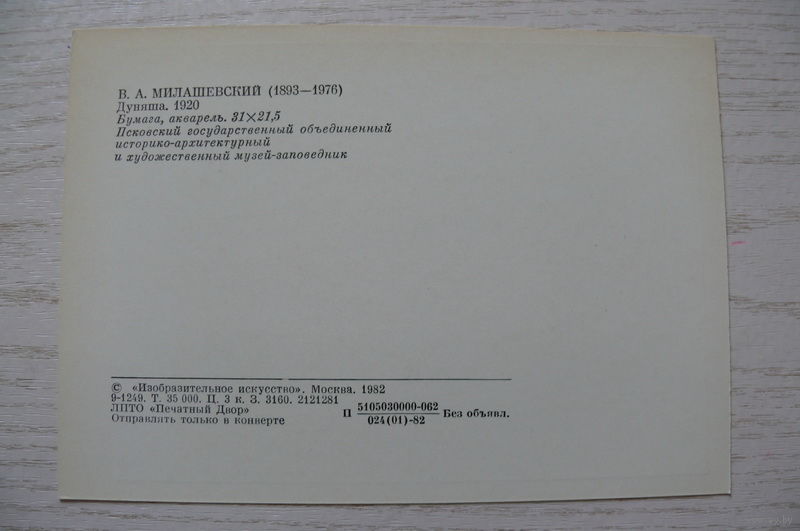 В. А. МИЛАШЕВСКИЙ (1893—1976)
Дуняша. 1920
Бумага, акварель. 31×21,5
Псковский государственный объединенный
историко-архитектурный
и художественный музей-заповедник
© «Изобразительное искусство». Москва. 1982
9-1249. Т. 35 000. Ц. 3 к. З. 3160. 2121281
ЛПТО «Печатный Двор»
Отправлять только в конверте
П 5105030000-062 Без объявл.
024(01)-82